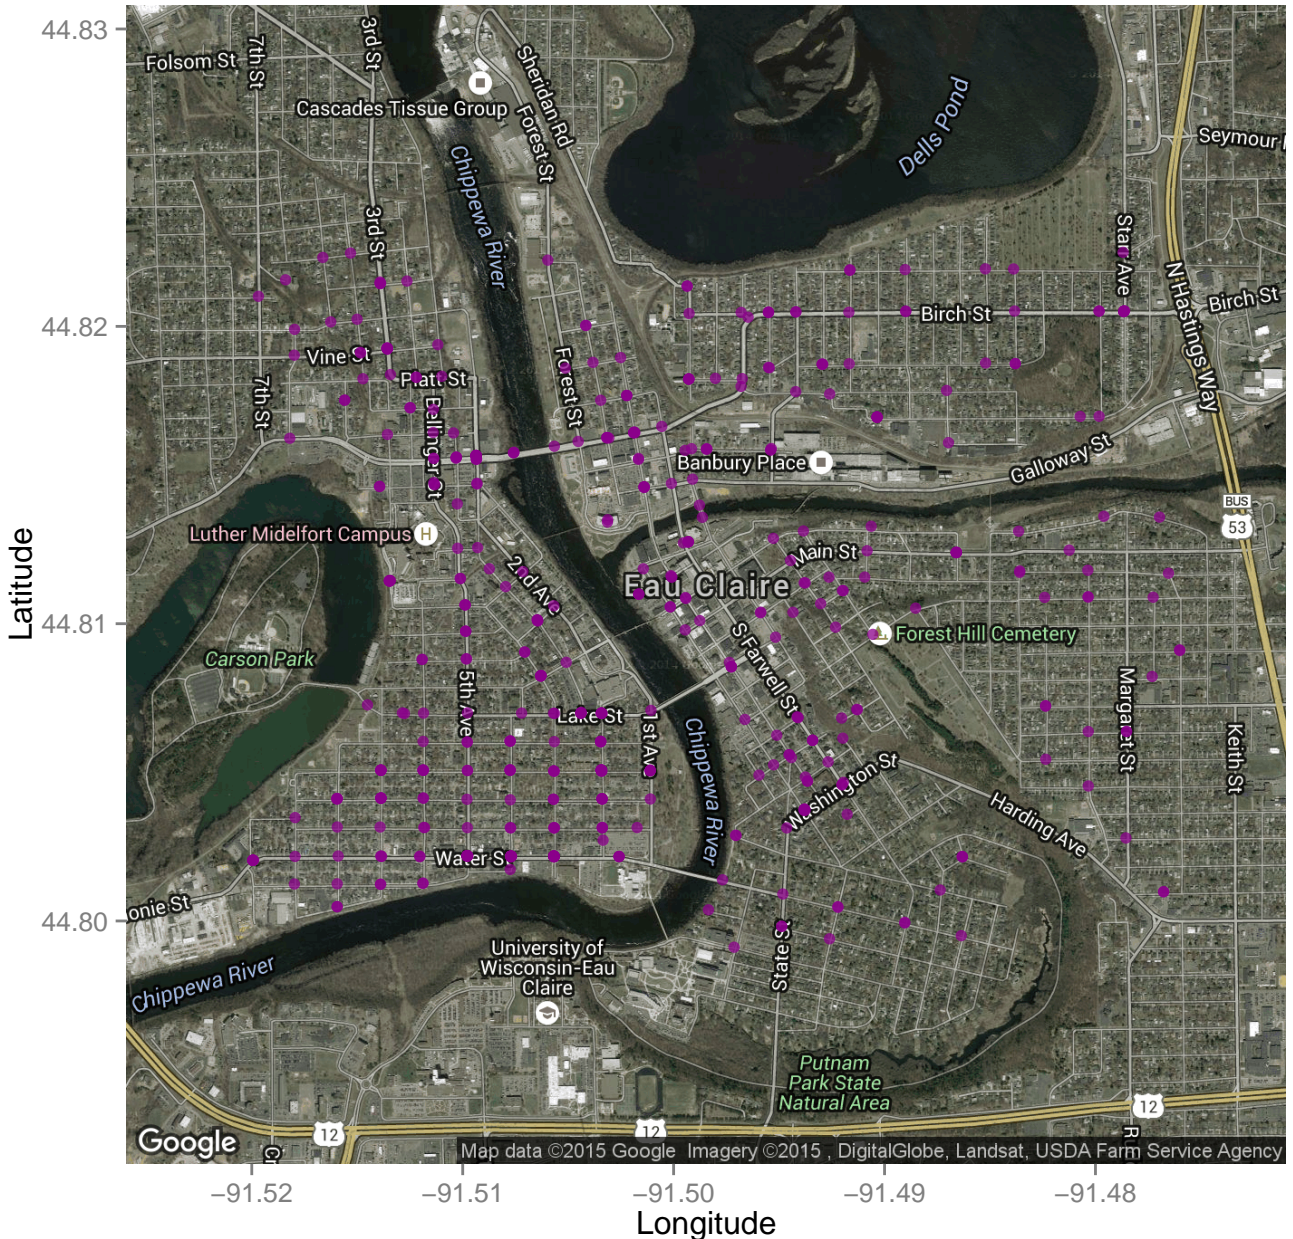 44.83
44.82
44.81
44.80
Latitude
Folsom St
7th St
3rd St
Cascades Tissue Group
Sheridan Rd
Forest St
Dells Pond
Seymour
Chippewa River
3rd St
Star Ave
N Hastings Way
Birch St
Birch St
Vine St
Platt St
7th St
Bellinger St
Forest St
Banbury Place
Galloway St
BUS
53
Luther Midelfort Campus
H
Main St
2nd Ave
Eau Claire
Forest Hill Cemetery
Carson Park
S Farwell St
5th Ave
Lake St
1st Ave
Margaret St
Keith St
Chippewa River
Washington St
Harding Ave
Water St
onie St
State St
University of
Wisconsin-Eau
Claire
Chippewa River
Putnam
Park State
Natural Area
12
12
12
Google
Map data ©2015 Google Imagery ©2015 , DigitalGlobe, Landsat, USDA Farm Service Agency
−91.52
−91.51
−91.50
−91.49
−91.48
Longitude